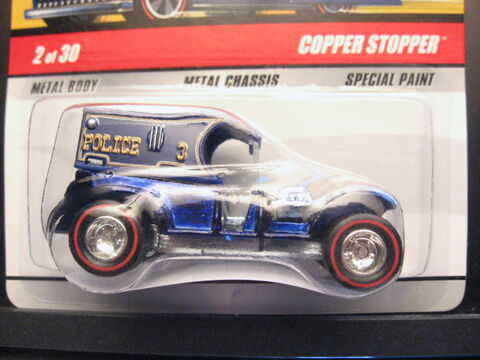 2 of 30
COPPER STOPPER™
METAL BODY
METAL CHASSIS
SPECIAL PAINT
POLICE
3